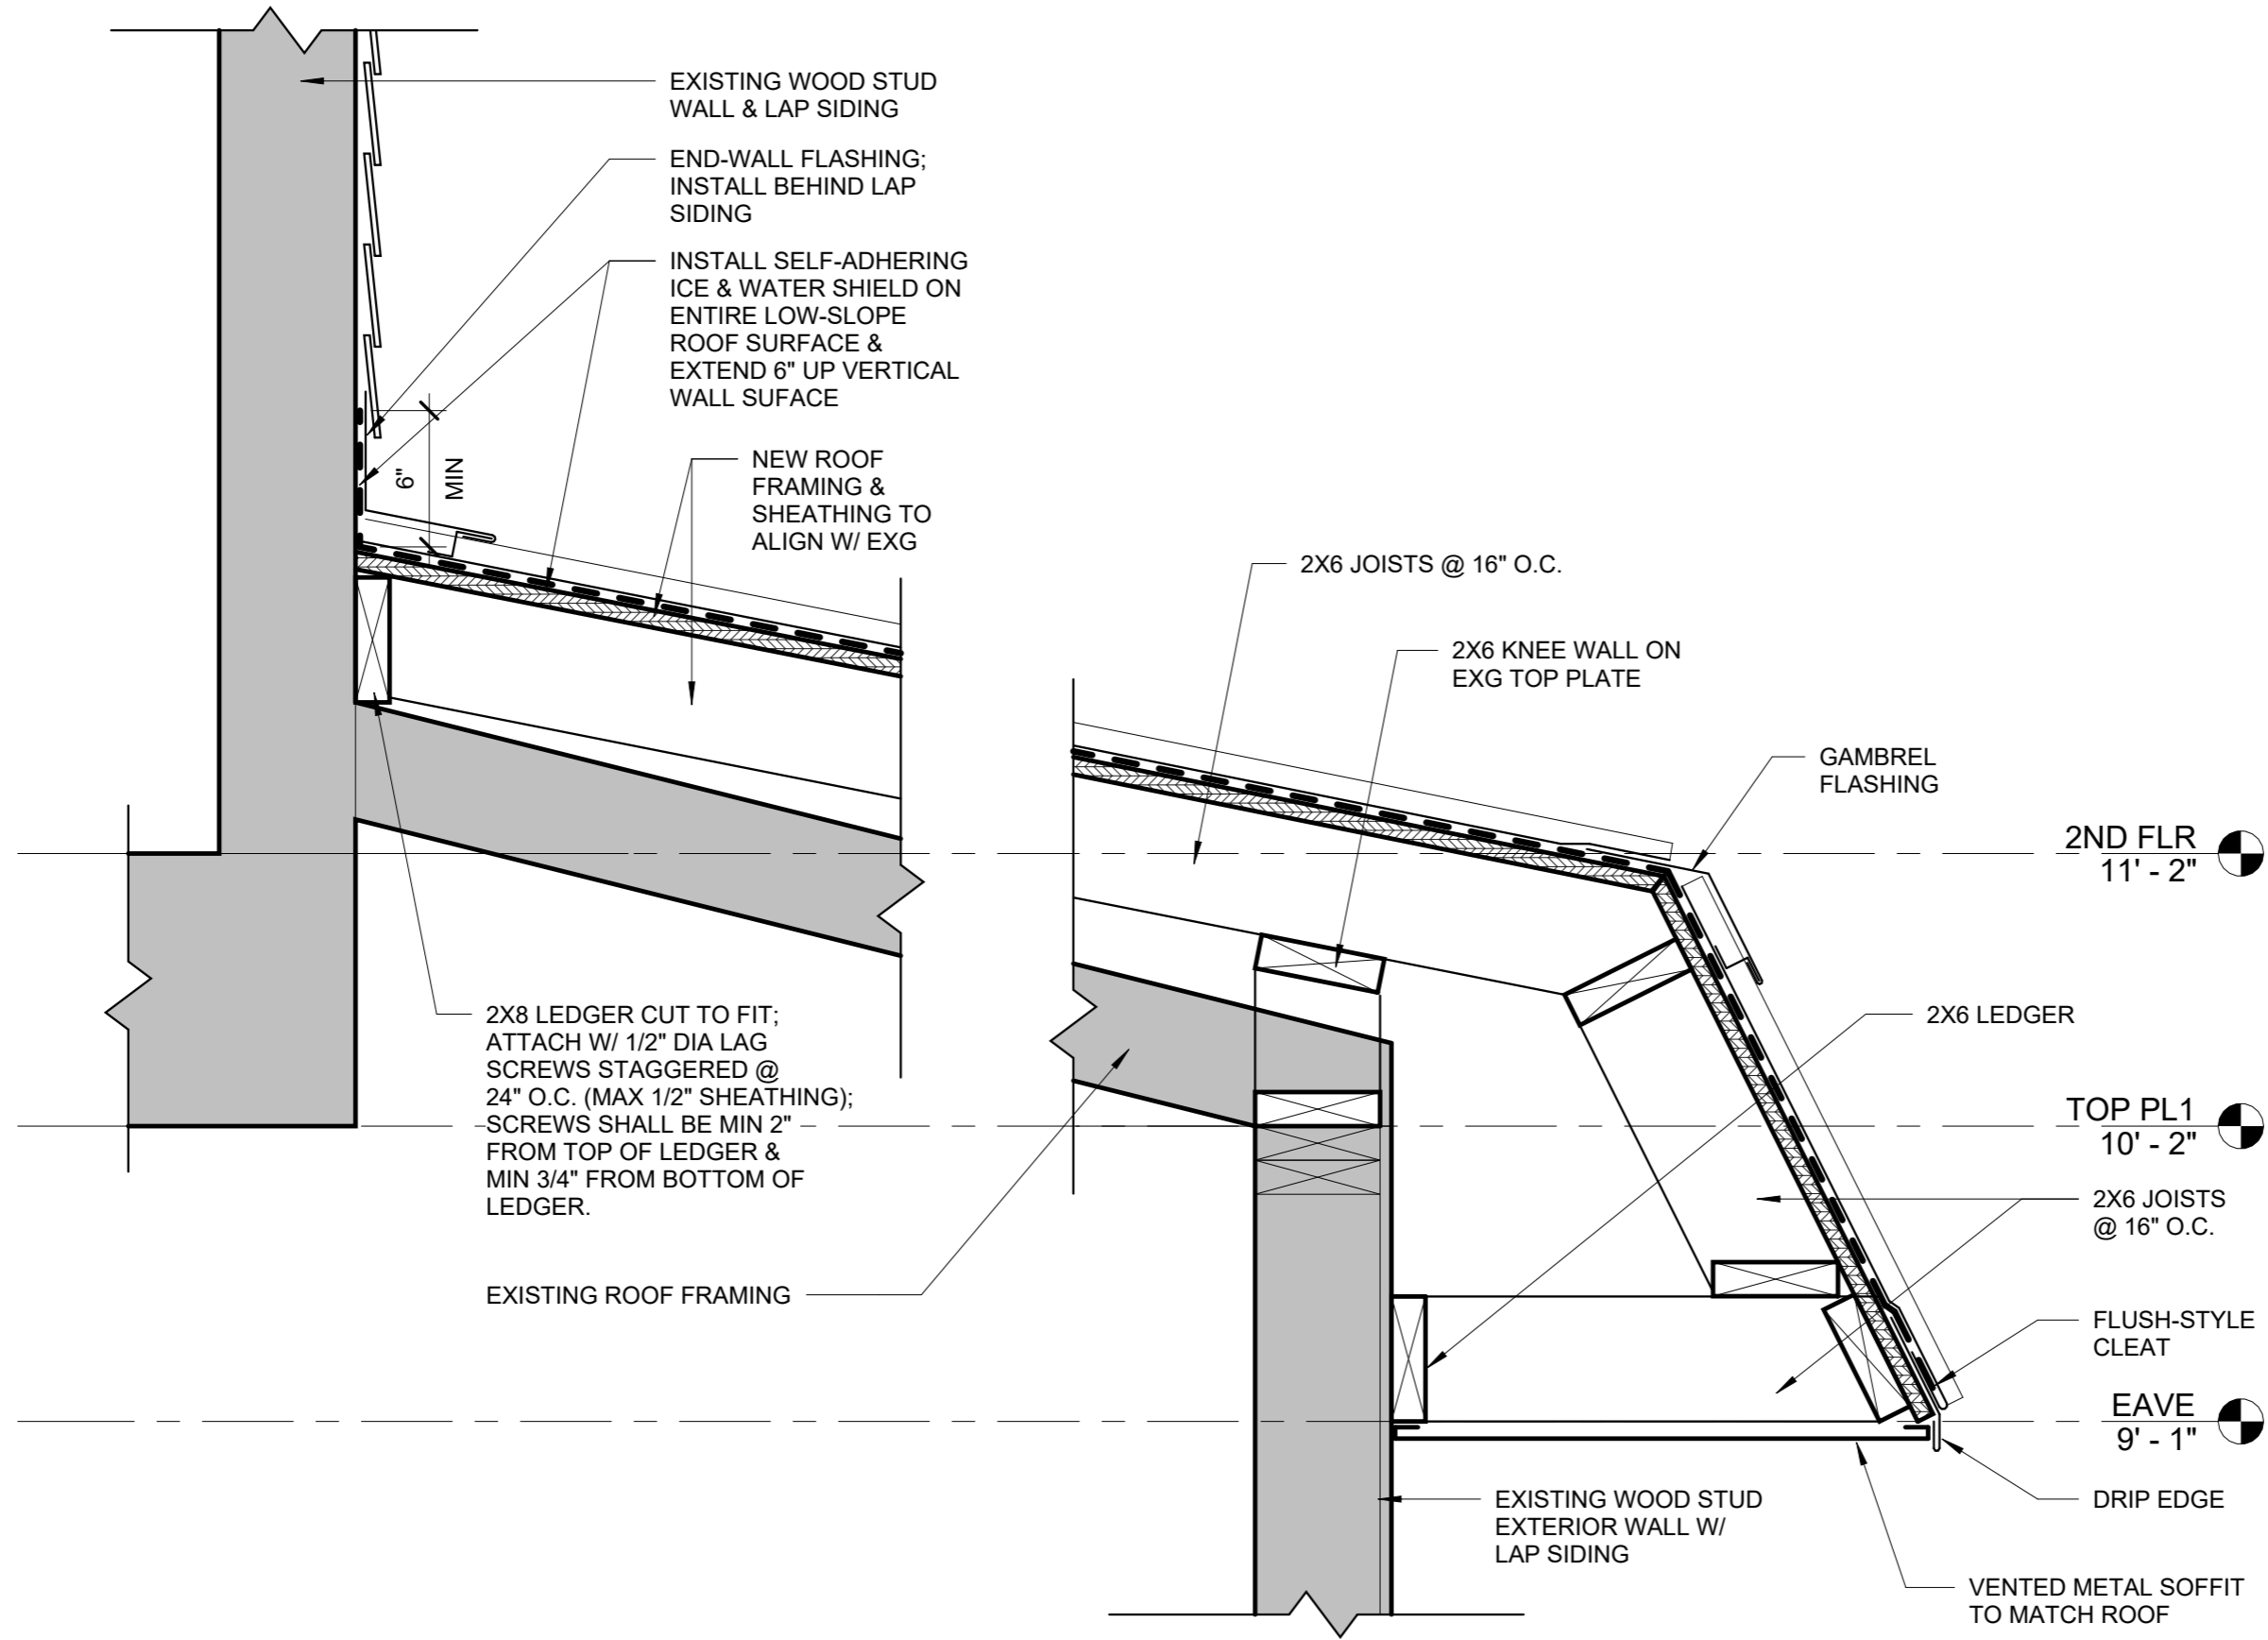 EXISTING WOOD STUD
WALL & LAP SIDING
END-WALL FLASHING;
INSTALL BEHIND LAP
SIDING
INSTALL SELF-ADHERING
ICE & WATER SHIELD ON
ENTIRE LOW-SLOPE
ROOF SURFACE &
EXTEND 6" UP VERTICAL
WALL SUFACE
6"
MIN
NEW ROOF
FRAMING &
SHEATHING TO
ALIGN W/ EXG
2X6 JOISTS @ 16" O.C.
2X6 KNEE WALL ON
EXG TOP PLATE
GAMBREL
FLASHING
2ND FLR
11' - 2"
2X8 LEDGER CUT TO FIT;
ATTACH W/ 1/2" DIA LAG
SCREWS STAGGERED @
24" O.C. (MAX 1/2" SHEATHING);
SCREWS SHALL BE MIN 2"
FROM TOP OF LEDGER &
MIN 3/4" FROM BOTTOM OF
LEDGER.
EXISTING ROOF FRAMING
2X6 LEDGER
TOP PL1
10' - 2"
2X6 JOISTS
@ 16" O.C.
FLUSH-STYLE
CLEAT
EAVE
9' - 1"
EXISTING WOOD STUD
EXTERIOR WALL W/
LAP SIDING
DRIP EDGE
VENTED METAL SOFFIT
TO MATCH ROOF